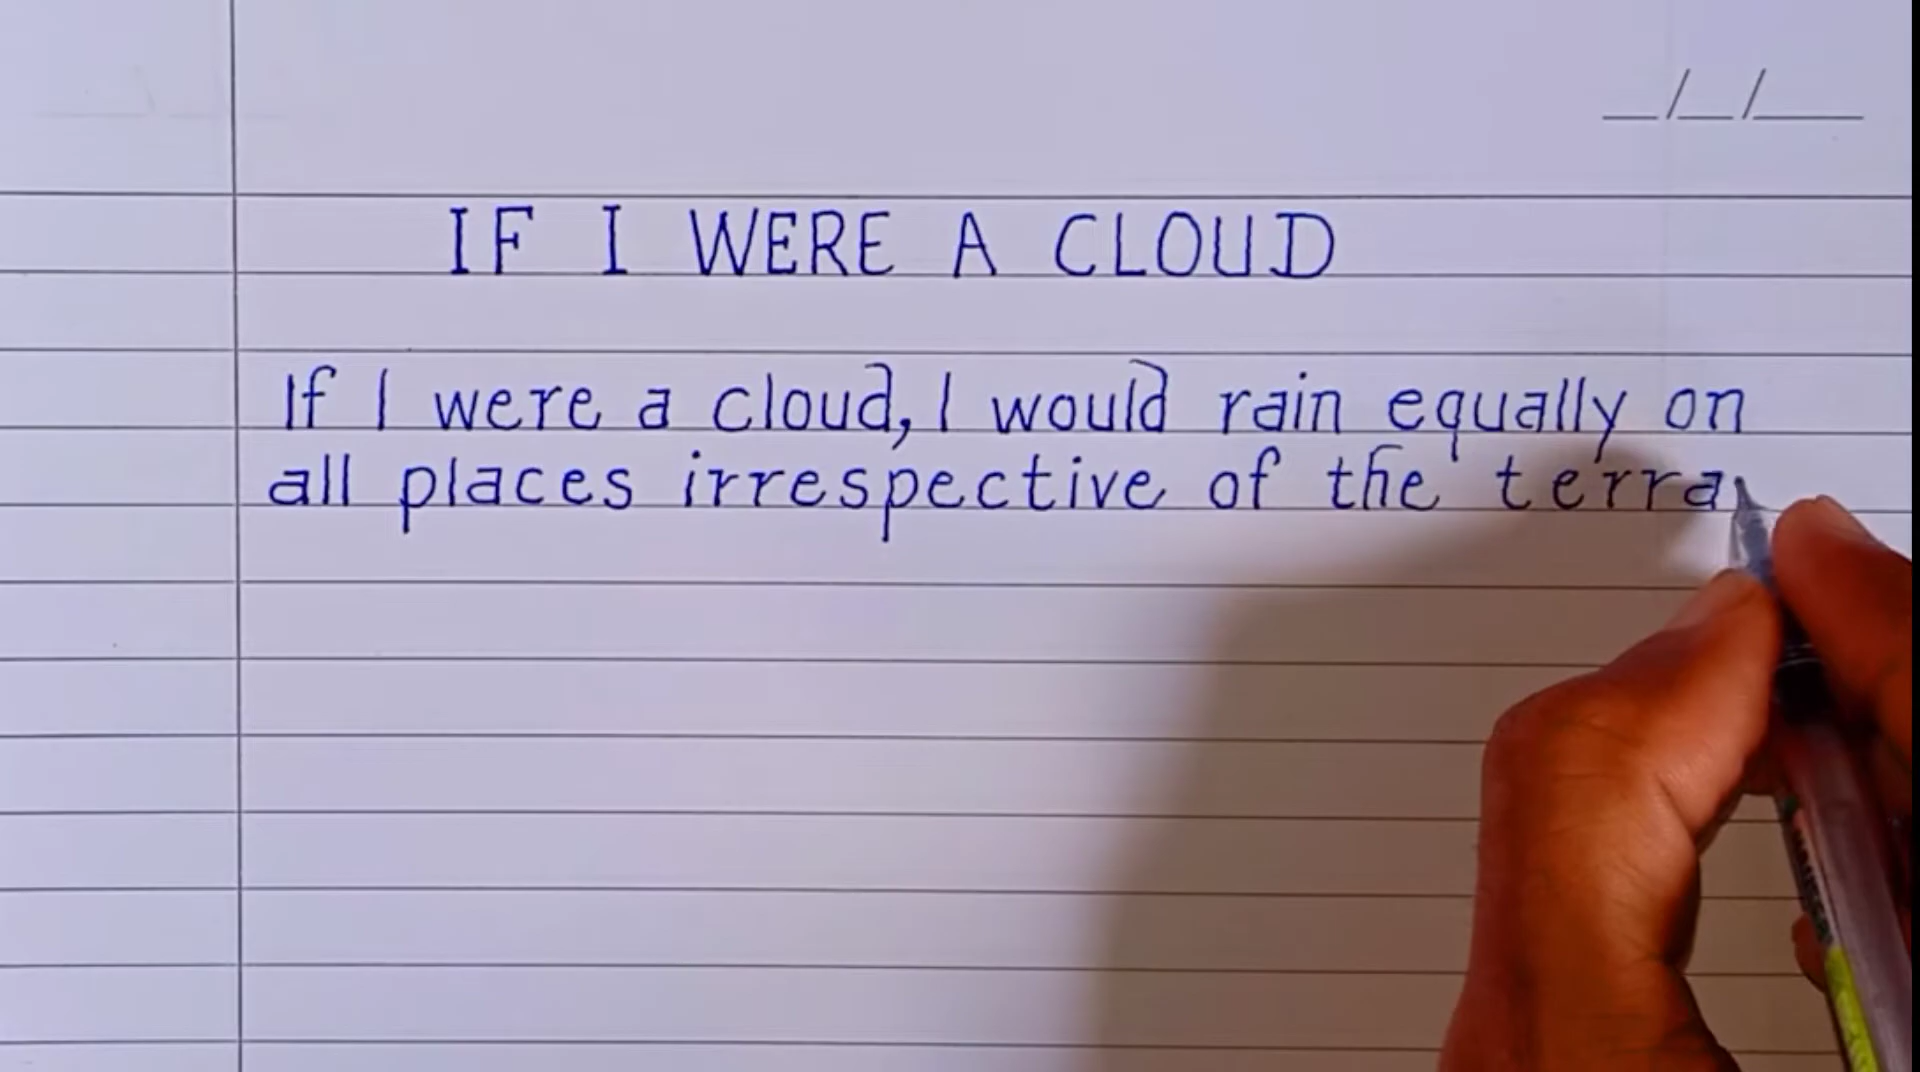 IF I WERE A CLOUD
If I were a cloud, I would rain equally on
all places irrespective of the terra